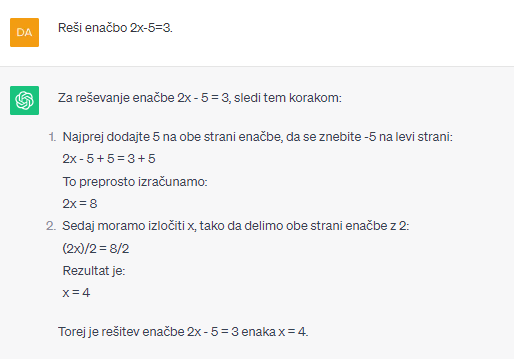 DA
Reši enačbo 2x-5=3.
Za reševanje enačbe 2x - 5 = 3, sledi tem korakom:
1. Najprej dodajte 5 na obe strani enačbe, da se znebite -5 na levi strani:
2x - 5 + 5 = 3 + 5
To preprosto izračunamo:
2x = 8
2. Sedaj moramo izločiti x, tako da delimo obe strani enačbe z 2:
(2x)/2 = 8/2
Rezultat je:
x = 4
Torej je rešitev enačbe 2x - 5 = 3 enaka x = 4.